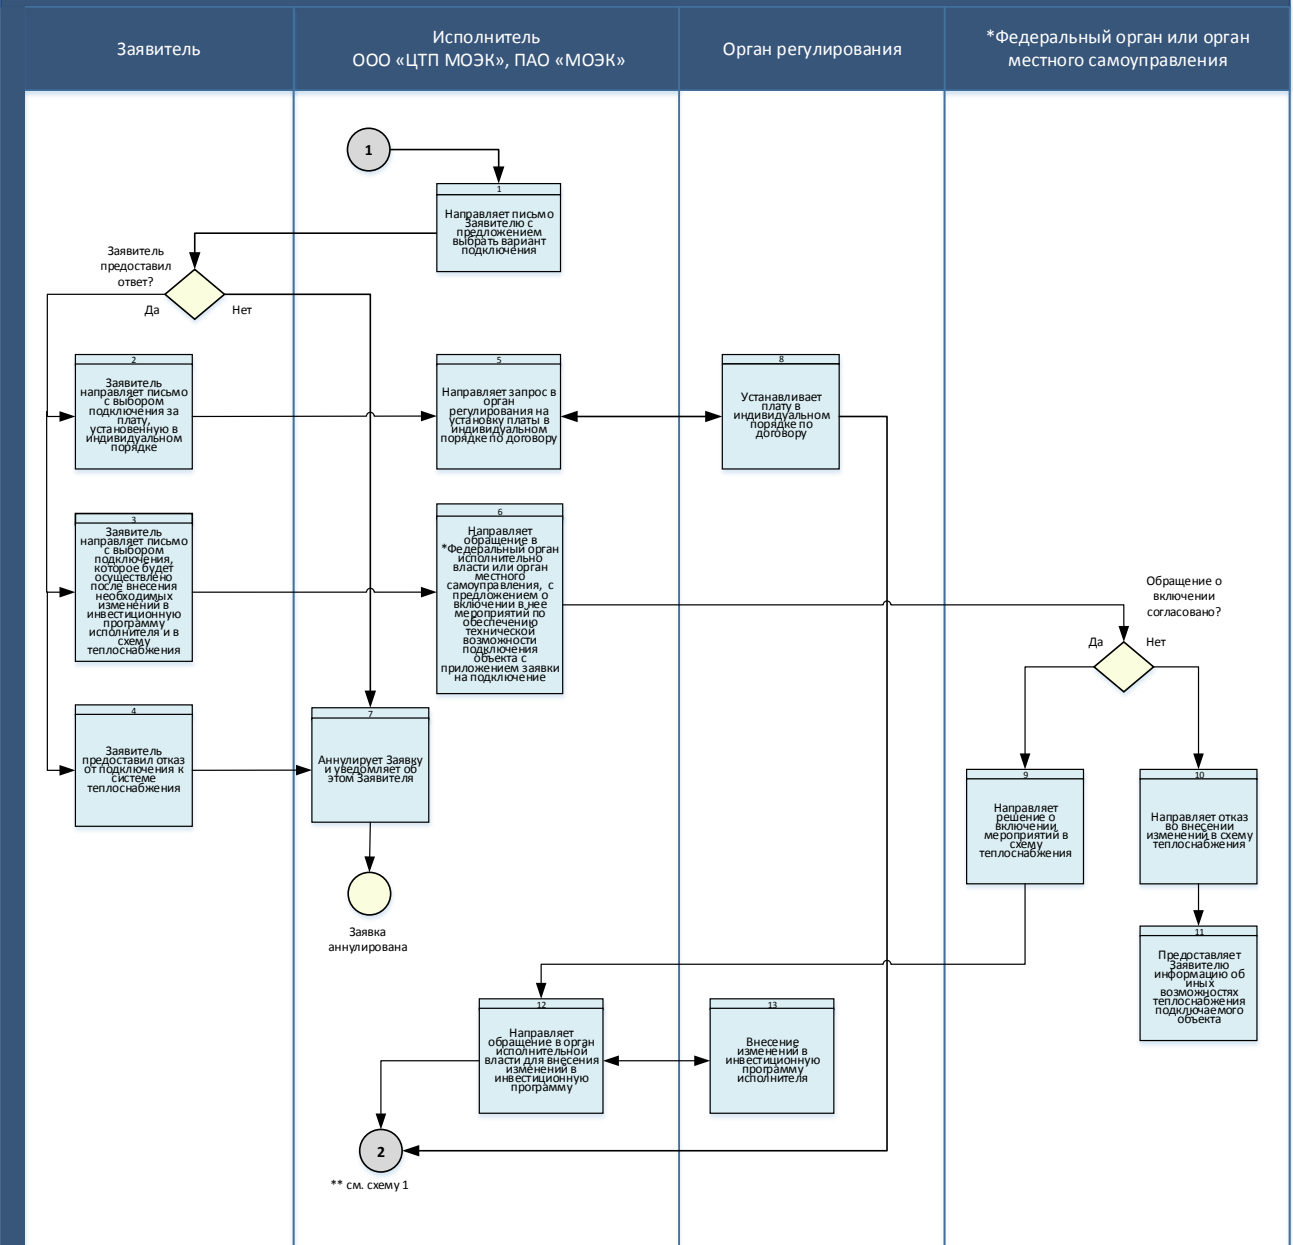 Заявитель
Исполнитель
ООО «ЦТП МОЭК», ПАО «МОЭК»
Орган регулирования
*Федеральный орган или орган
местного самоуправления
1
1
Направляет письмо
Заявителю с
предложением
выбрать вариант
подключения
Заявитель
предоставил
ответ?
Да
Нет
2
Заявитель
направляет письмо
с выбором
подключения за
плату,
установенную в
индивидуальном
порядке
5
Направляет запрос в
орган
регулирования на
установку платы в
индивидуальном
порядке по договору
8
Устанавливает
плату в
индивидуальном
порядке по
договору
3
Заявитель
направляет письмо
с выбором
подключения,
которое будет
осуществлено
после внесения
необходимых
изменений в
инвестиционную
программу
исполнителя и в
схему
теплоснабжения
6
Направляет
обращение в
*Федеральный орган
исполнительно
власти или орган
местного
самоуправления, с
предложением о
включении в нее
мероприятий по
обеспечению
технической
возможности
подключения
объекта с
приложением заявки
на подключение
Обращение о
включении
согласовано?
Да
Нет
4
Заявитель
предоставил отказ
от подключения к
системе
теплоснабжения
7
Аннулирует Заявку
и уведомляет об
этом Заявителя
9
Направляет
решение о
включении
мероприятий в
схему
теплоснабжения
10
Направляет отказ
во внесении
изменений в схему
теплоснабжения
Заявка
аннулирована
11
Предоставляет
Заявителю
информацию об
иных
возможностях
теплоснабжения
подключаемого
объекта
12
Направляет
обращение в орган
исполнительной
власти для внесения
изменений в
инвестиционную
программу
13
Внесение
изменений в
инвестиционную
программу
исполнителя
2
** см. схему 1